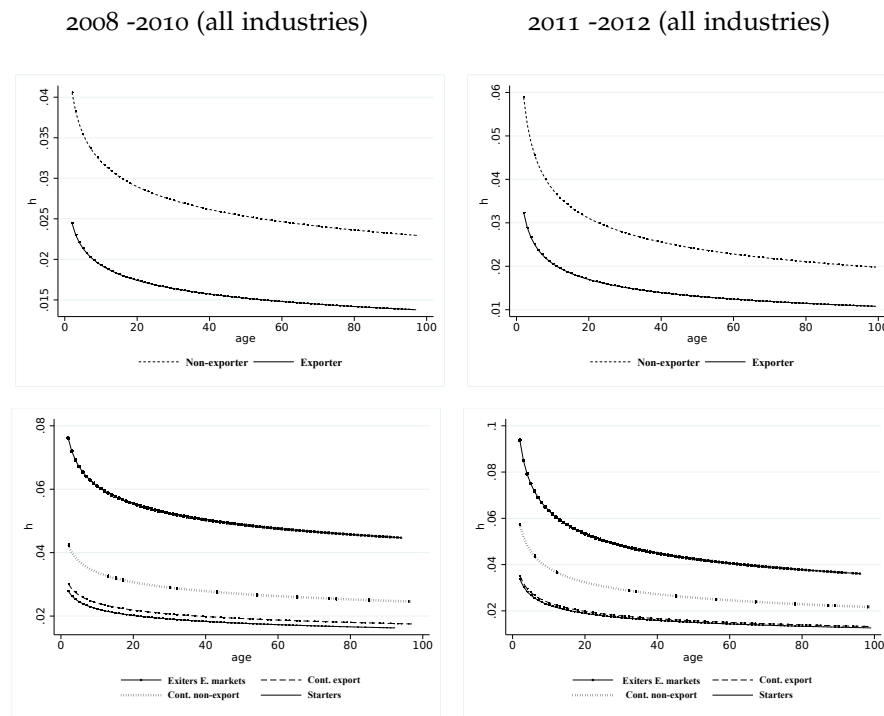 2008 -2010 (all industries)
2011 -2012 (all industries)
.04
.035
.03
.025
.015
h
0 20 40 60 80 100
age
Non-exporter Exporter
.06
.05
.04
.03
.02
.01
h
0 20 40 60 80 100
age
Non-exporter Exporter
.08
.06
.04
.02
h
0 20 40 60 80 100
age
Exiters E. markets Cont. export
Cont. non-export Starters
.1
.08
.06
.04
.02
h
0 20 40 60 80 100
age
Exiters E. markets Cont. export
Cont. non-export Starters